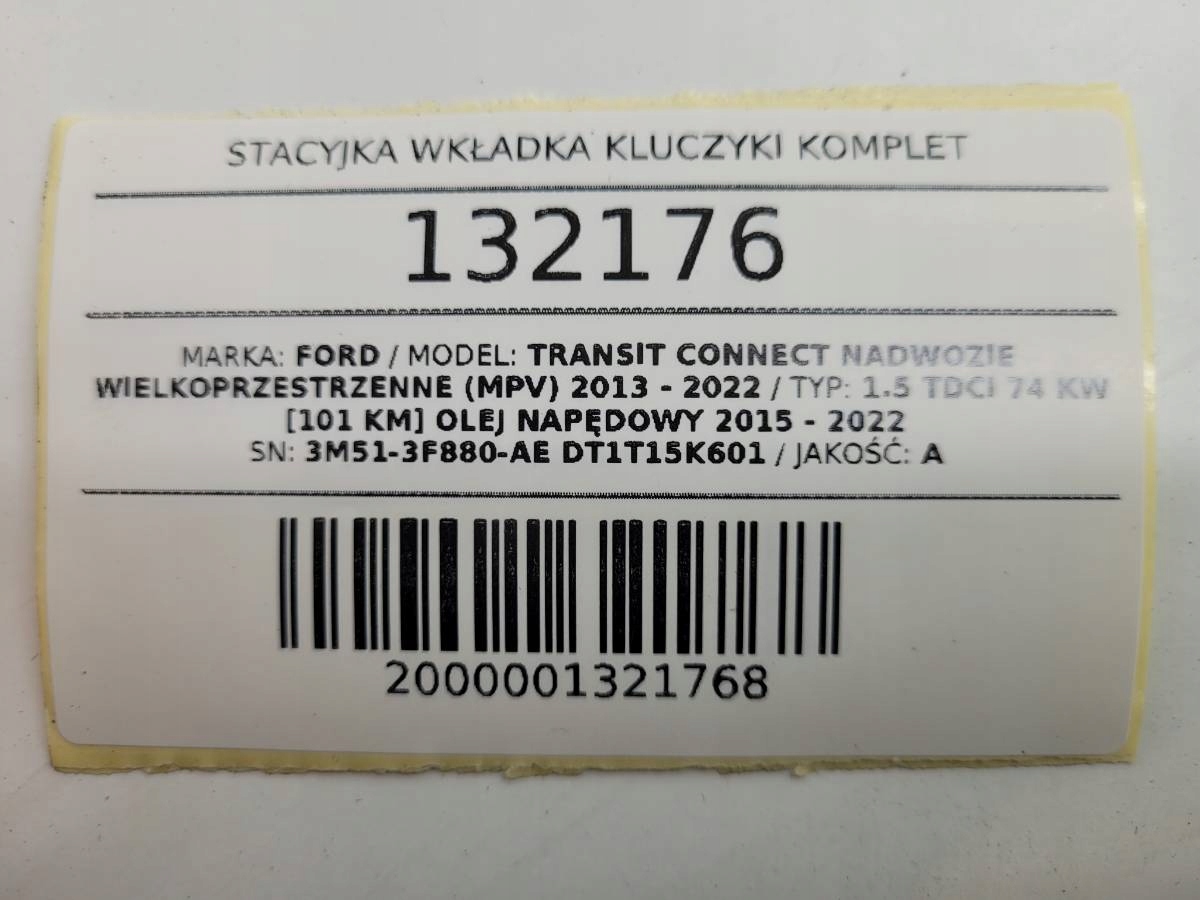 STACYJKA WKŁADKA KLUCZYKI KOMPLET
132176
MARKA: FORD / MODEL: TRANSIT CONNECT NADWOZIE
WIELKOPRZESTRZENNE (MPV) 2013 - 2022 / TYP: 1.5 TDCI 74 KW
[101 KM] OLEJ NAPĘDOWY 2015 - 2022
SN: 3M51-3F880-AE DT1T15K601 / JAKOŚĆ: A
2000001321768